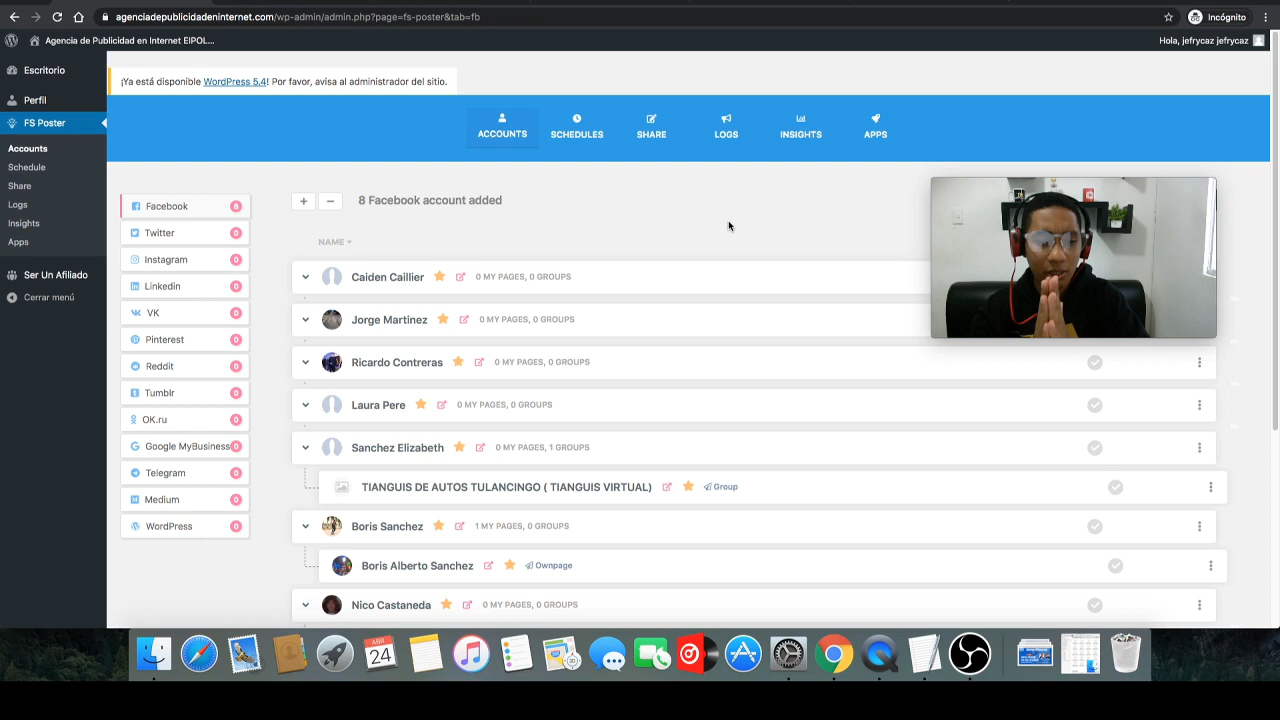 agenciadepublicidadeninternet.com/wp-admin/admin.php?page=fs-poster&tab=fb
Incógnito
Agencia de Publicidad en Internet EIPOL...
Hola, jefrycaz jefrycaz
Escritorio
Perfil
FS Poster
Accounts
Schedule
Share
Logs
Insights
Apps
Ser Un Afiliado
Cerrar menú
¡Ya está disponible WordPress 5.4! Por favor, avisa al administrador del sitio.
ACCOUNTS
SCHEDULES
SHARE
LOGS
INSIGHTS
APPS
Facebook 8
Twitter 0
Instagram 0
Linkedin 0
VK 0
Pinterest 0
Reddit 0
Tumblr 0
OK.ru 0
Google MyBusiness 0
Telegram 0
Medium 0
WordPress 0
+ − 8 Facebook account added
NAME
Caiden Caillier 0 MY PAGES, 0 GROUPS
Jorge Martinez 0 MY PAGES, 0 GROUPS
Ricardo Contreras 0 MY PAGES, 0 GROUPS
Laura Pere 0 MY PAGES, 0 GROUPS
Sanchez Elizabeth 0 MY PAGES, 1 GROUPS
TIANGUIS DE AUTOS TULANCINGO ( TIANGUIS VIRTUAL) Group
Boris Sanchez 1 MY PAGES, 0 GROUPS
Boris Alberto Sanchez Ownpage
Nico Castaneda 0 MY PAGES, 0 GROUPS
ABR
24